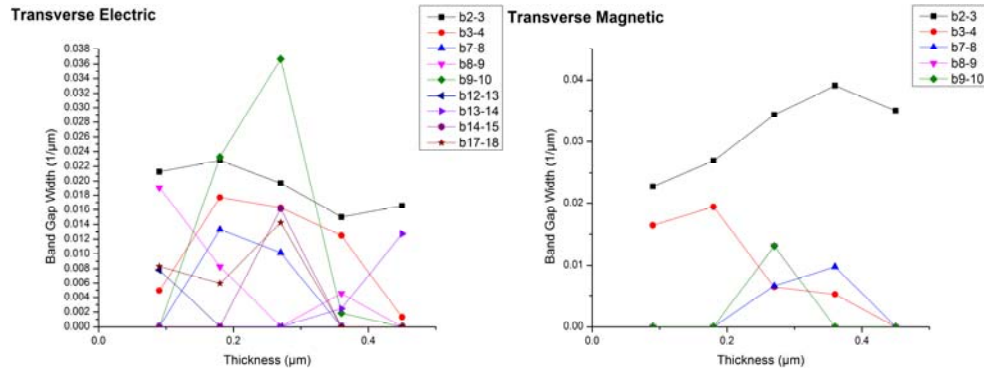 Transverse Electric
b2-3
b3-4
b7-8
b8-9
b9-10
b12-13
b13-14
b14-15
b17-18
0.038
0.036
0.034
0.032
0.030
0.028
0.026
0.024
0.022
0.020
0.018
0.016
0.014
0.012
0.010
0.008
0.006
0.004
0.002
0.000
Band Gap Width (1/µm)
0.0
0.2
0.4
Thickness (µm)
Transverse Magnetic
b2-3
b3-4
b7-8
b8-9
b9-10
0.04
0.03
0.02
0.01
0.00
Band Gap Width (1/µm)
0.0
0.2
0.4
Thickness (µm)